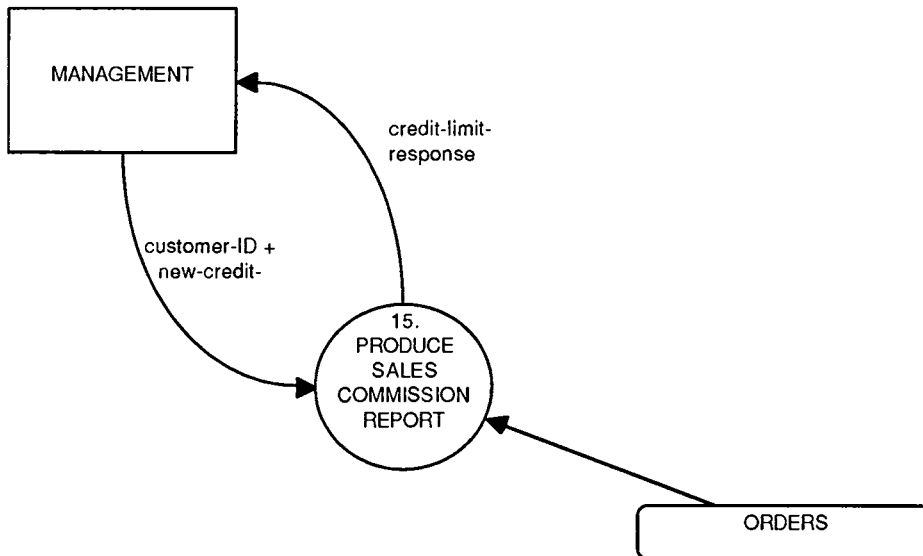 MANAGEMENT
credit-limit-
response
customer-ID +
new-credit-
15.
PRODUCE
SALES
COMMISSION
REPORT
ORDERS